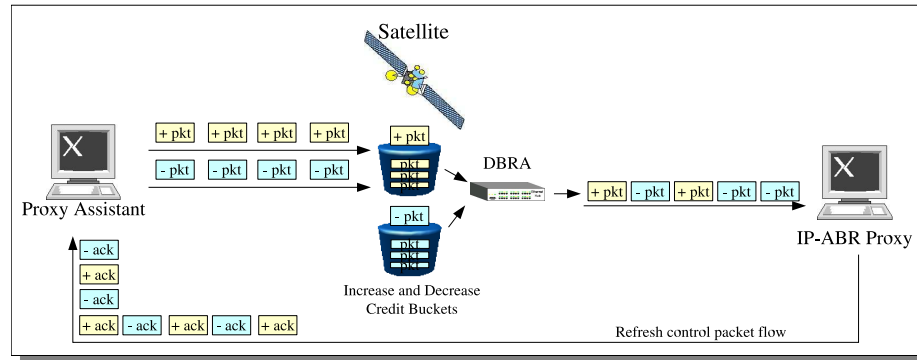 Satellite
+ pkt + pkt + pkt + pkt
+ pkt
- pkt - pkt - pkt - pkt
pkt
pkt
pkt
DBRA
X
X
Proxy Assistant
+ pkt - pkt + pkt - pkt - pkt
- pkt
pkt
pkt
pkt
IP-ABR Proxy
- ack
+ ack
- ack
+ ack - ack + ack - ack + ack
Increase and Decrease
Credit Buckets
Refresh control packet flow